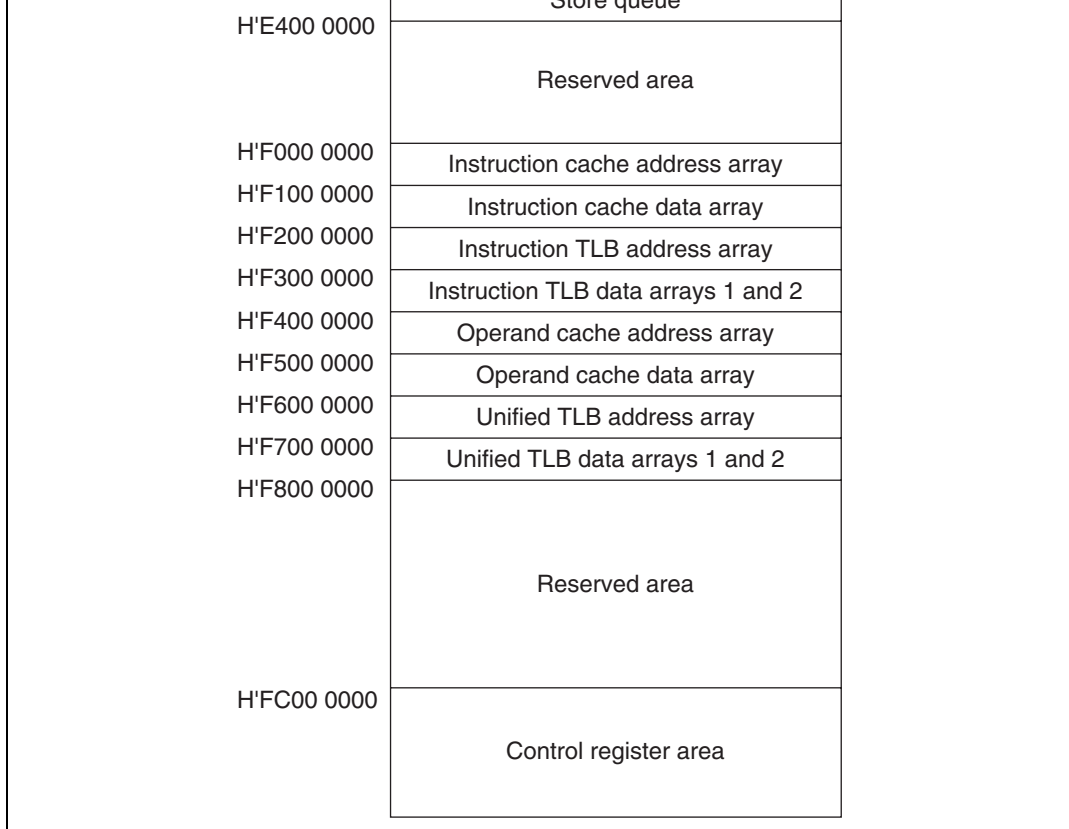 Store queue
H'E400 0000
Reserved area
H'F000 0000
Instruction cache address array
H'F100 0000
Instruction cache data array
H'F200 0000
Instruction TLB address array
H'F300 0000
Instruction TLB data arrays 1 and 2
H'F400 0000
Operand cache address array
H'F500 0000
Operand cache data array
H'F600 0000
Unified TLB address array
H'F700 0000
Unified TLB data arrays 1 and 2
H'F800 0000
Reserved area
H'FC00 0000
Control register area